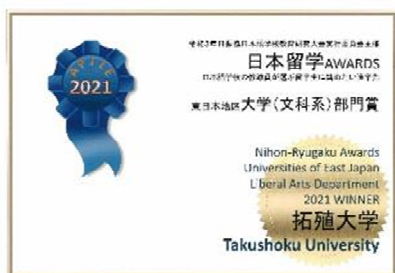 APJLE
2021
日本留学AWARDS
東日本地区大学(文科系)部門賞
Nihon-Ryugaku Awards
Universities of East Japan
Liberal Arts Department
2021 WINNER
拓殖大学
Takushoku University